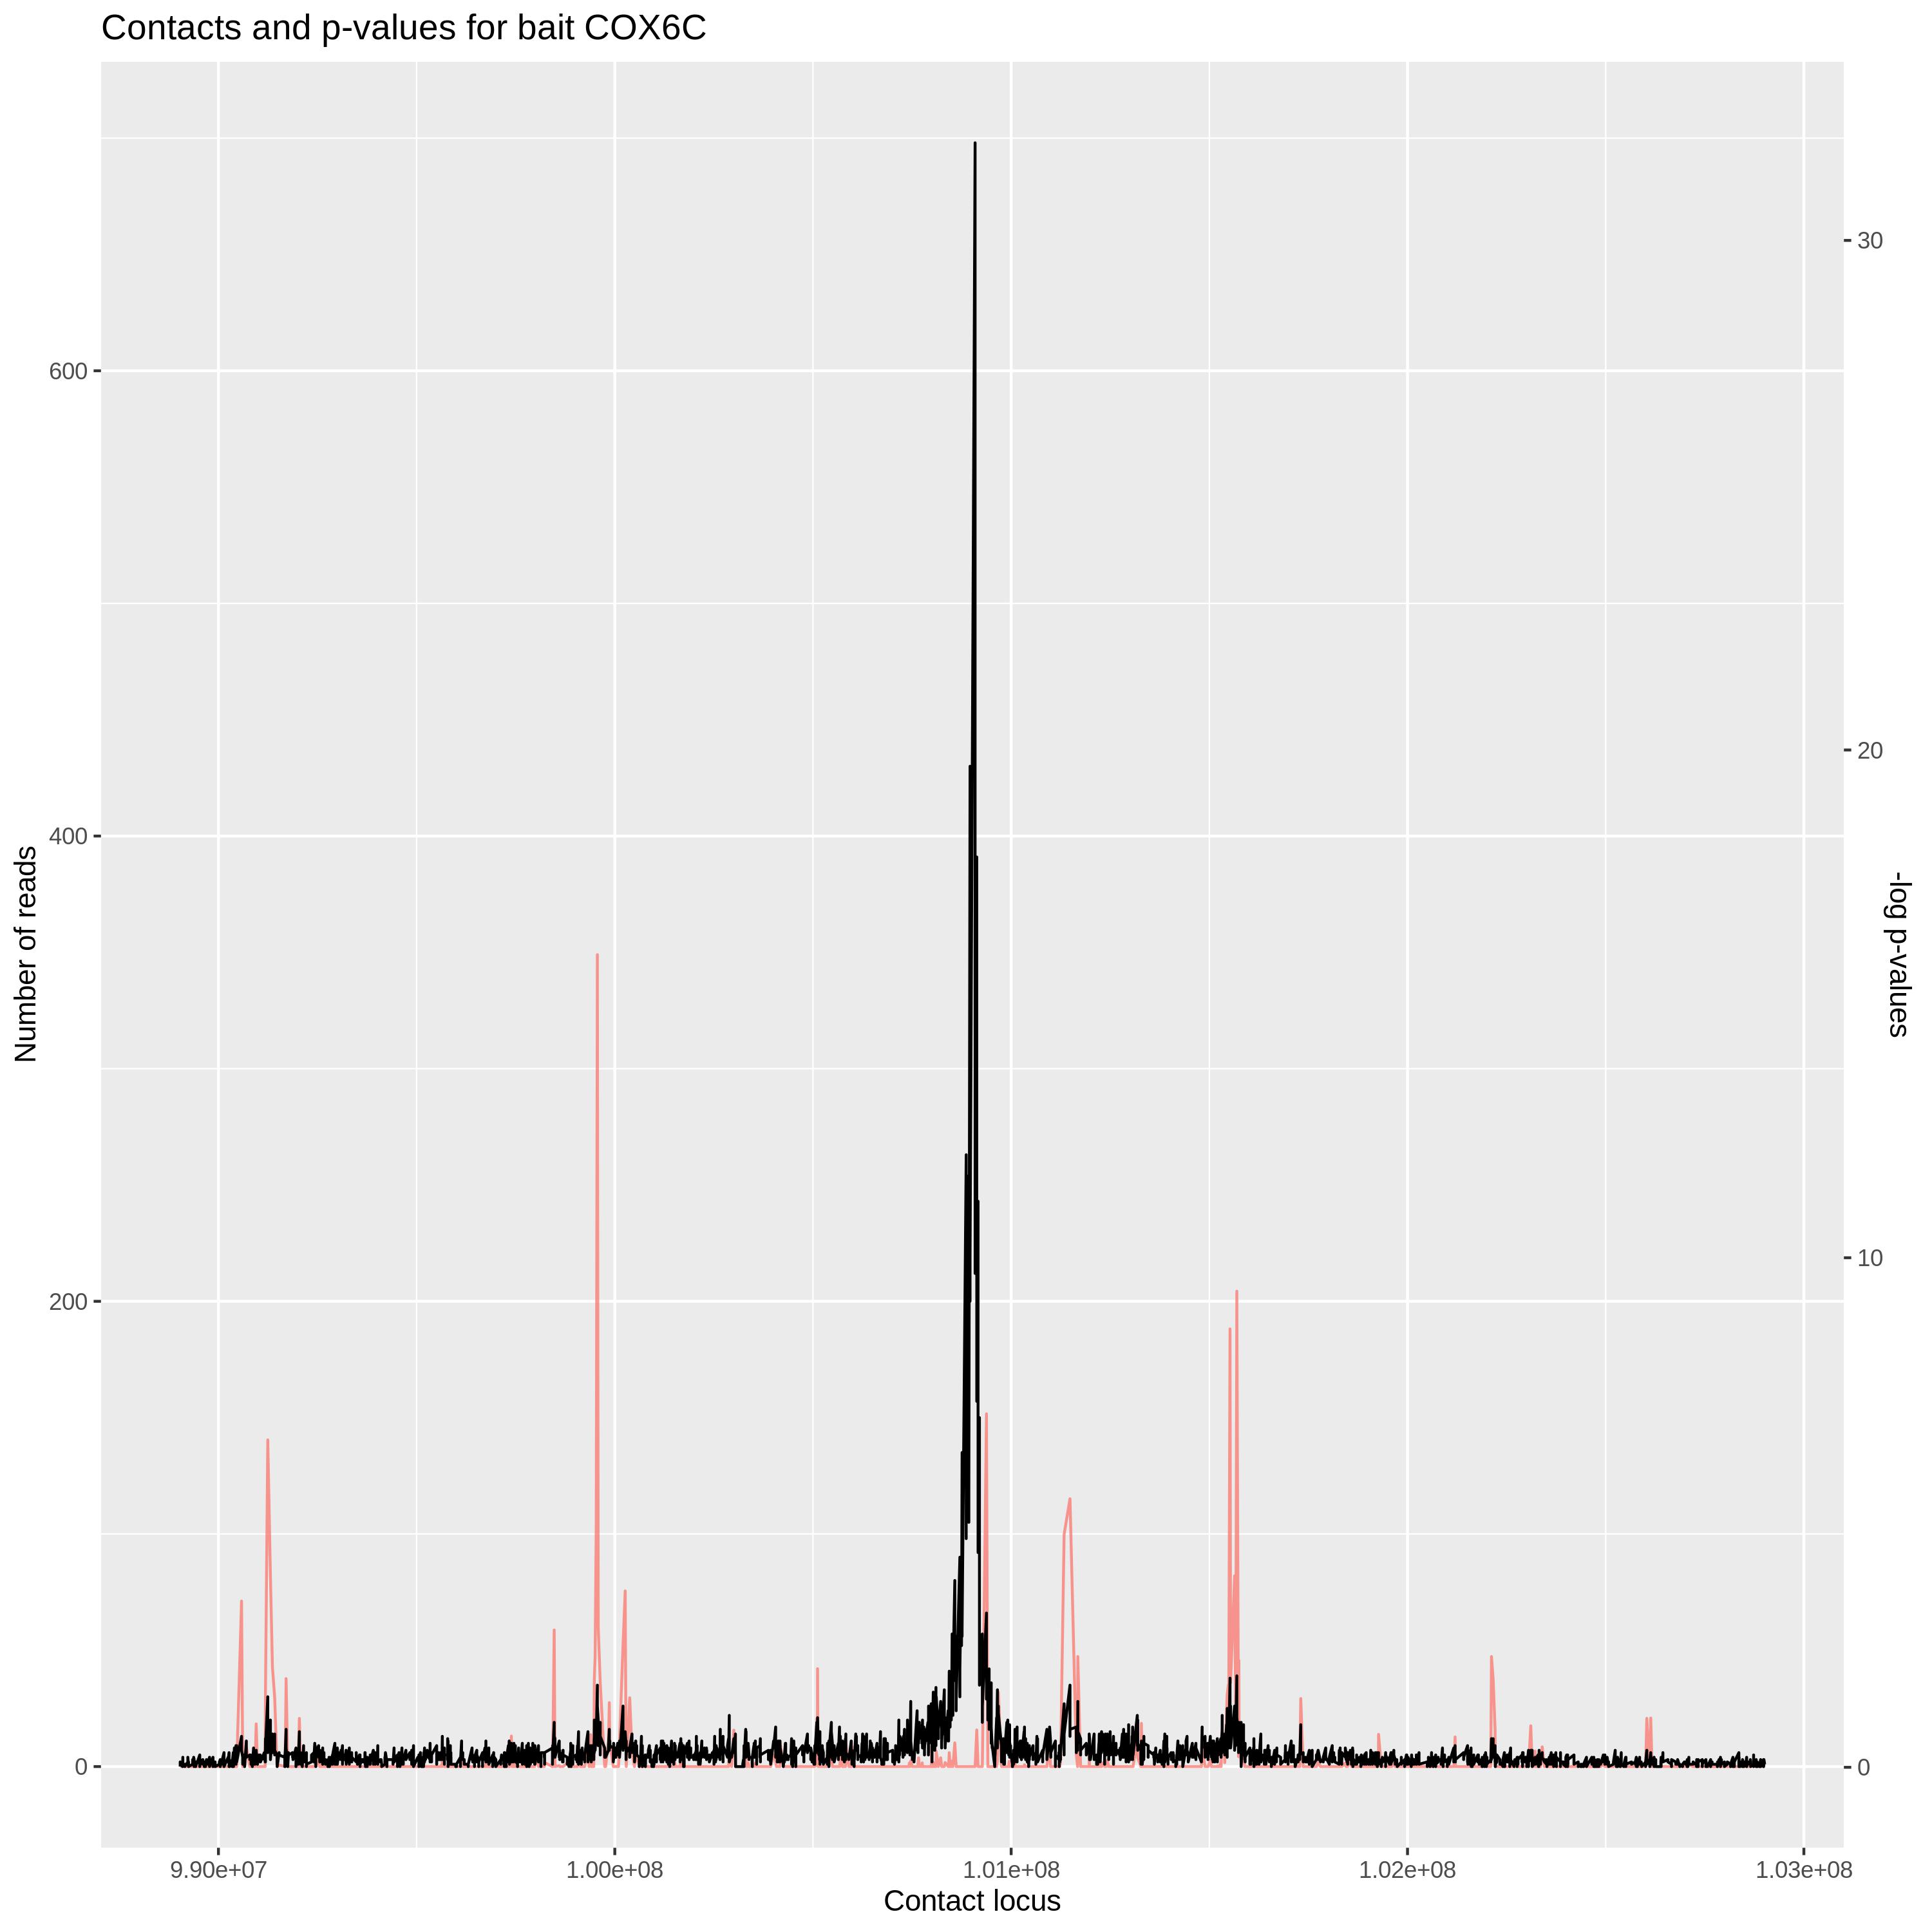 Contacts and p-values for bait COX6C
Number of reads
600
400
200
0
30
20
10
0
-log p-values
9.90e+07
1.00e+08
1.01e+08
1.02e+08
1.03e+08
Contact locus